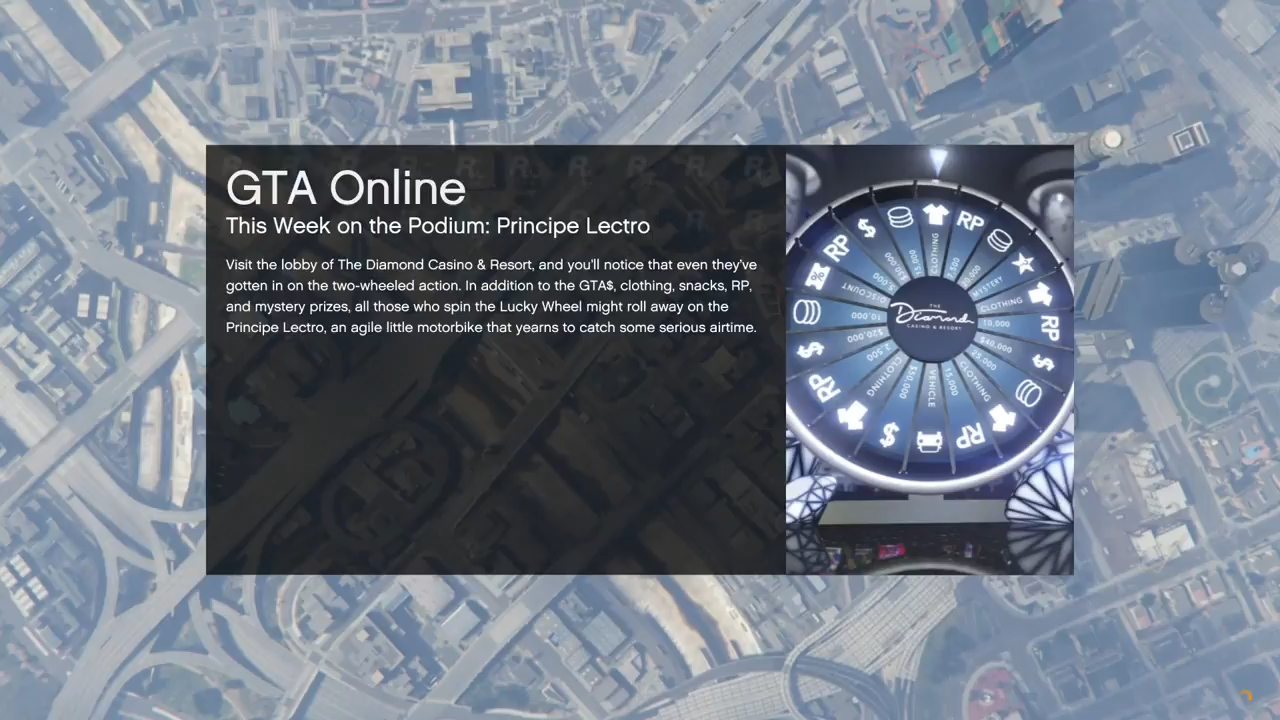 GTA Online
This Week on the Podium: Principe Lectro
Visit the lobby of The Diamond Casino & Resort, and you'll notice that even they've
gotten in on the two-wheeled action. In addition to the GTA$, clothing, snacks, RP,
and mystery prizes, all those who spin the Lucky Wheel might roll away on the
Principe Lectro, an agile little motorbike that yearns to catch some serious airtime.
THE
Diamond
CASINO & RESORT
CLOTHING
RP
MYSTERY
CLOTHING
RP
10,000
$
$40,000
25,000
CLOTHING
RP
15,000
VEHICLE
$
$50,000
CLOTHING
RP
2,500
$
$20,000
10,000
%
DISCOUNT
RP
5,000
$